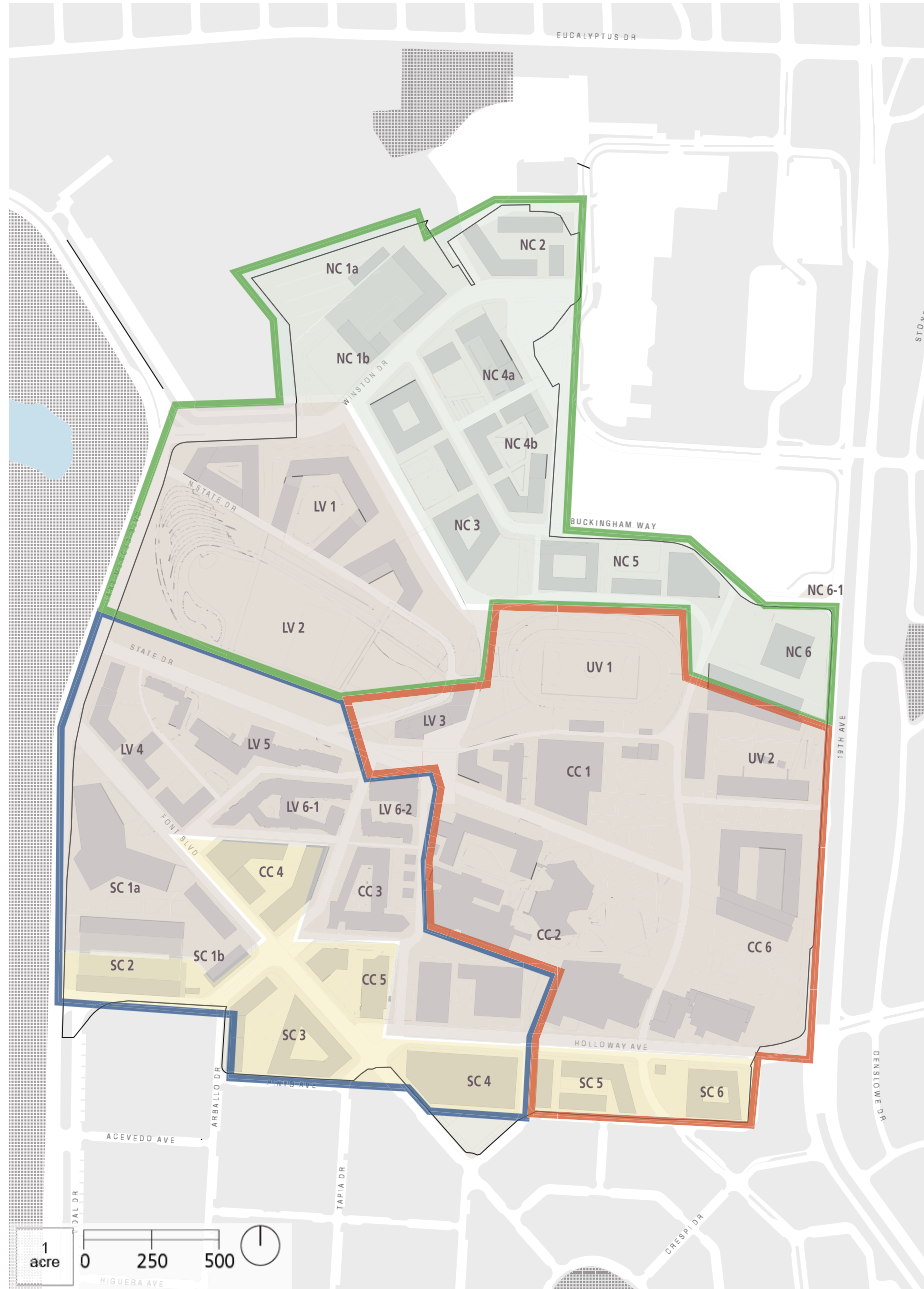 EUCALYPTUS DR
NC 2
NC 1a
NC 1b
WINSTON DR
NC 4a
NC 4b
N STATE DR
LV 1
NC 3
BUCKINGHAM WAY
NC 5
NC 6-1
LV 2
NC 6
STATE DR
UV 1
LV 3
19TH AVE
LV 4
LV 5
UV 2
CC 1
LV 6-1
LV 6-2
FONT BLVD
CC 4
CC 3
SC 1a
CC 2
CC 6
SC 1b
SC 2
CC 5
SC 3
HOLLOWAY AVE
SC 4
SC 5
SC 6
ARBALLO DR
DENSLOWE DR
ACEVEDO AVE
TAPIA DR
CRESPI DR
1
acre
0 250 500
HIGUERA AVE